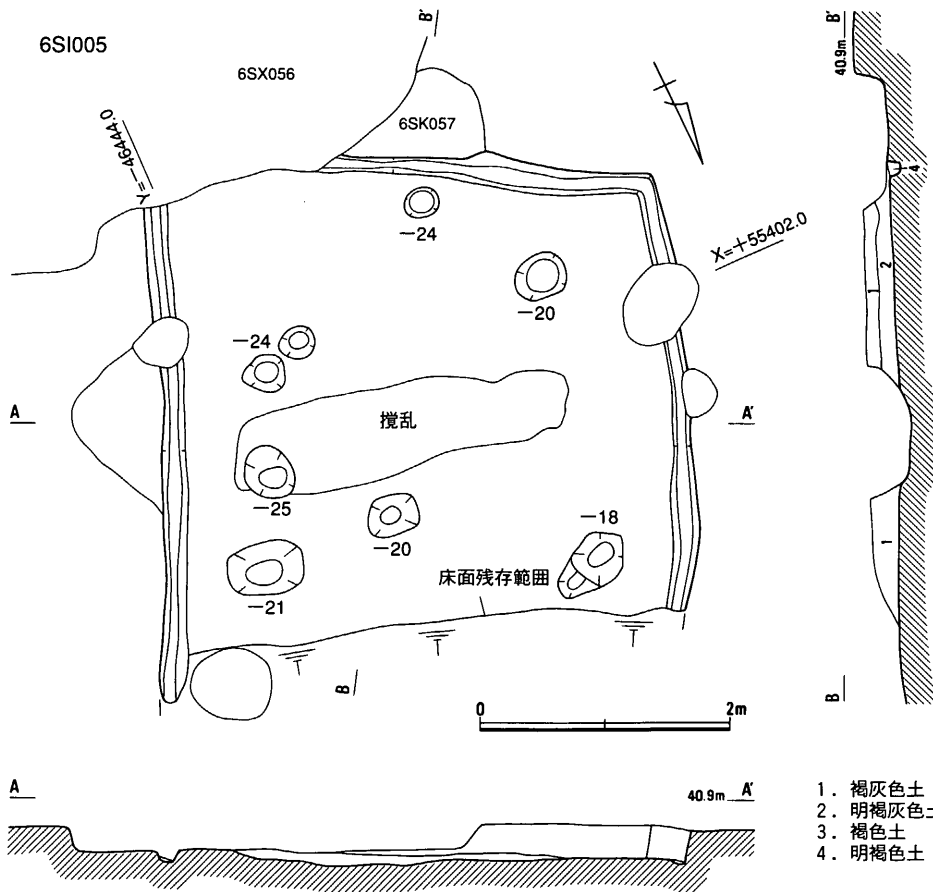 6SI005
6SX056
B′
6SK057
Y=-46444.0
X=+55402.0
-24
-20
-24
A
撹乱
A′
-25
-20
-18
-21
床面残存範囲
B
0
2m
B′
40.9m
4
2
1
1
B
A
40.9m
A′
1. 褐灰色土
2. 明褐灰色土
3. 褐色土
4. 明褐色土